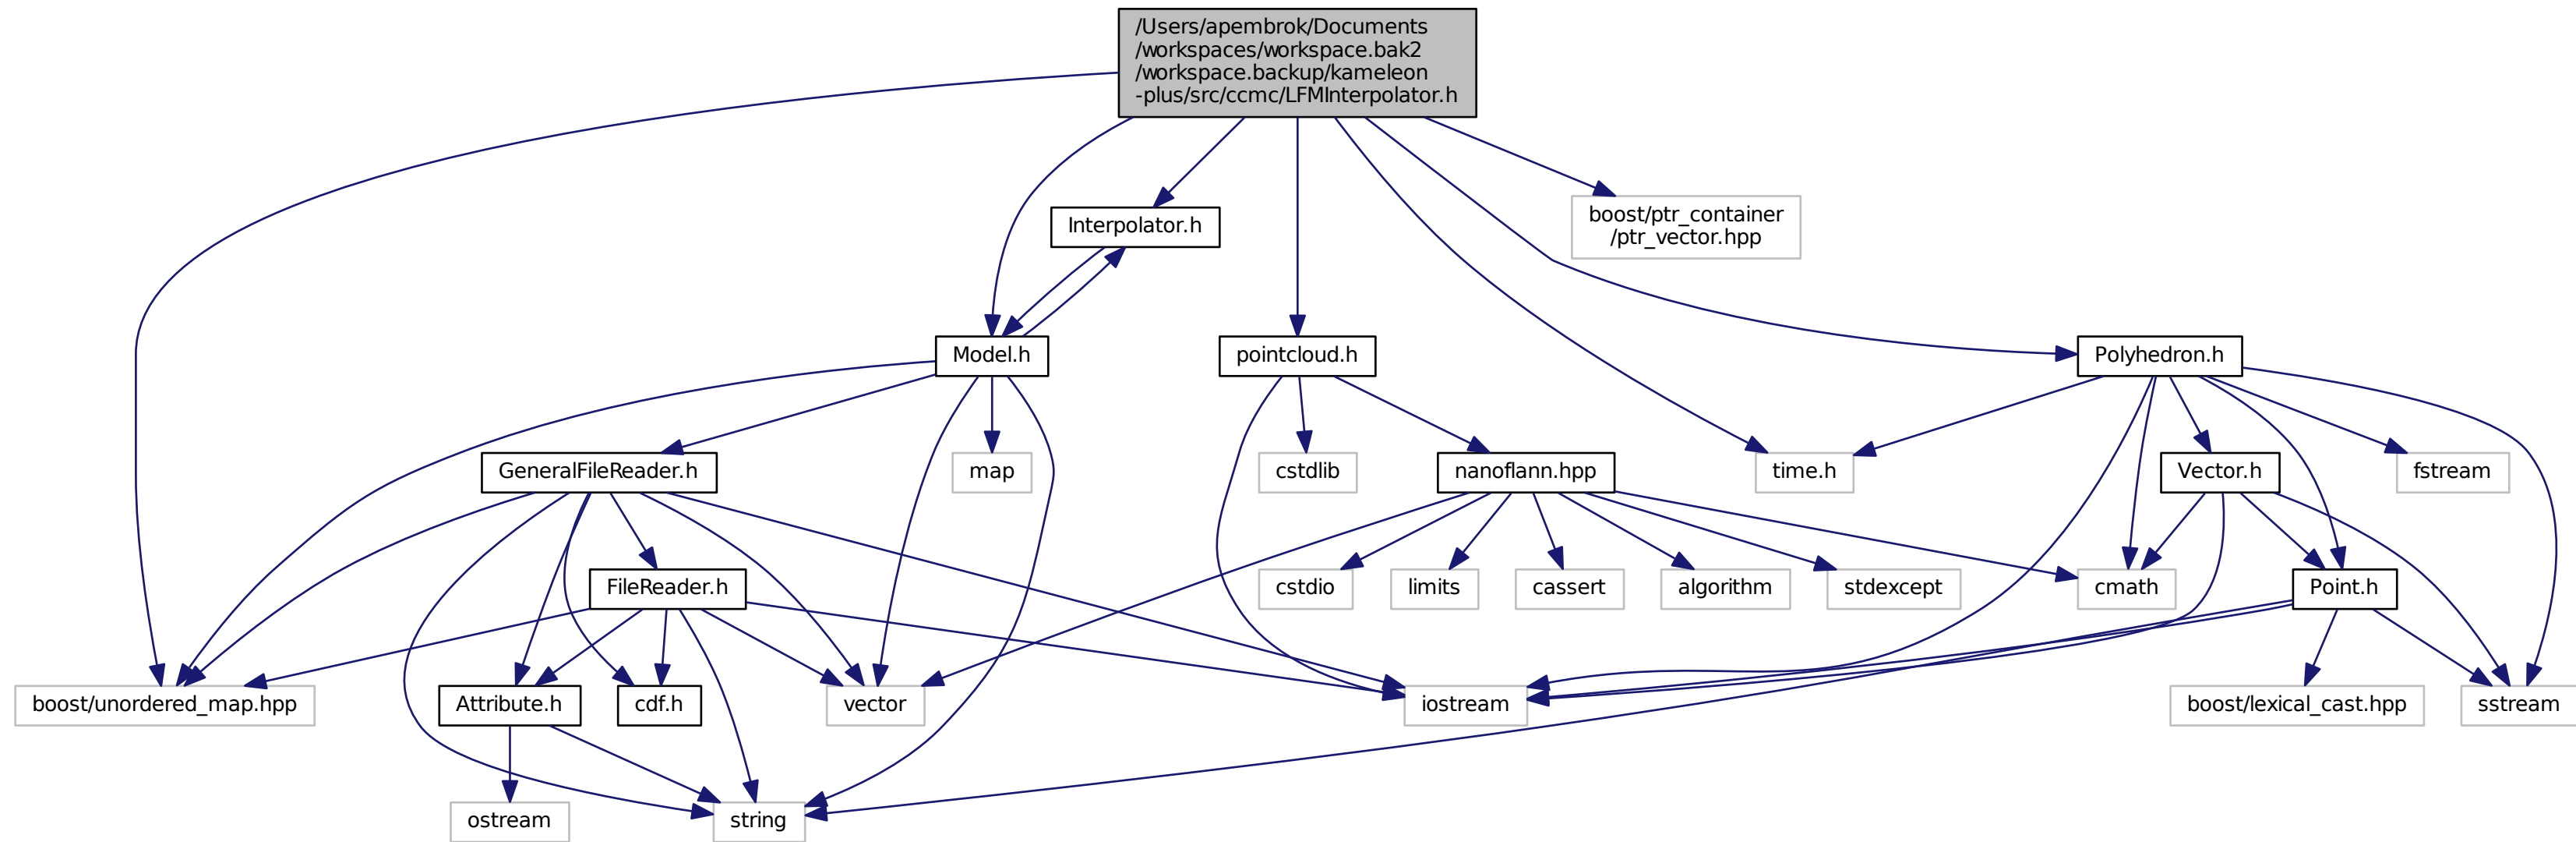 /Users/apembrok/Documents
/workspaces/workspace.bak2
/workspace.backup/kameleon
-plus/src/ccmc/LFMInterpolator.h
boost/ptr_container
/ptr_vector.hpp
Interpolator.h
Model.h
pointcloud.h
Polyhedron.h
GeneralFileReader.h
map
cstdlib
nanoflann.hpp
time.h
Vector.h
fstream
FileReader.h
cstdio
limits
cassert
algorithm
stdexcept
cmath
Point.h
boost/unordered_map.hpp
Attribute.h
cdf.h
vector
iostream
boost/lexical_cast.hpp
sstream
ostream
string